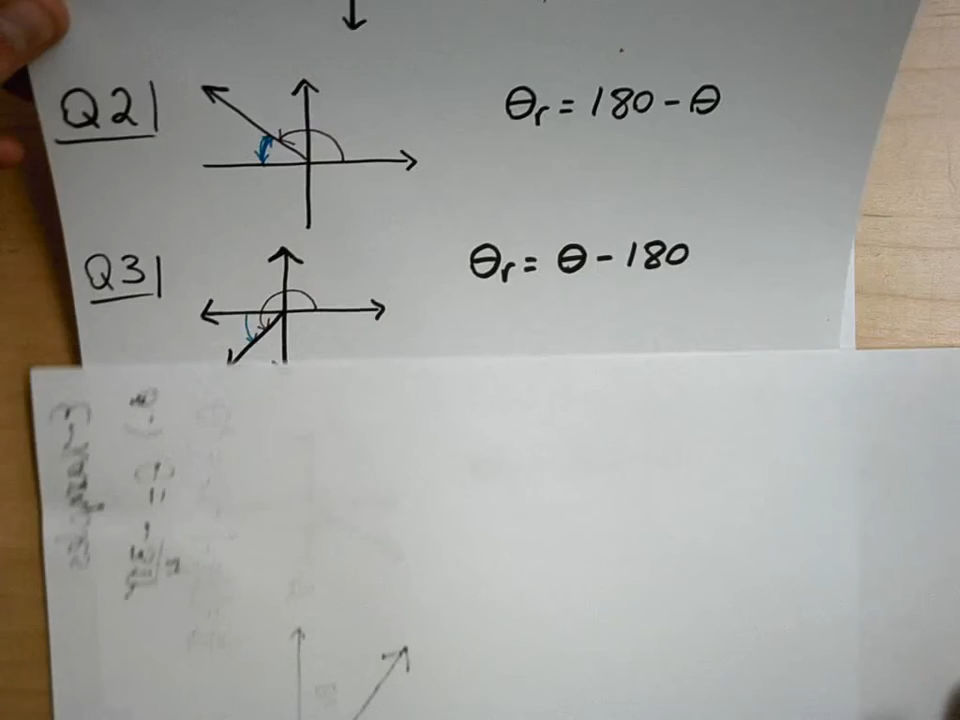 Q2 θr = 180 - θ
Q3 θr = θ - 180